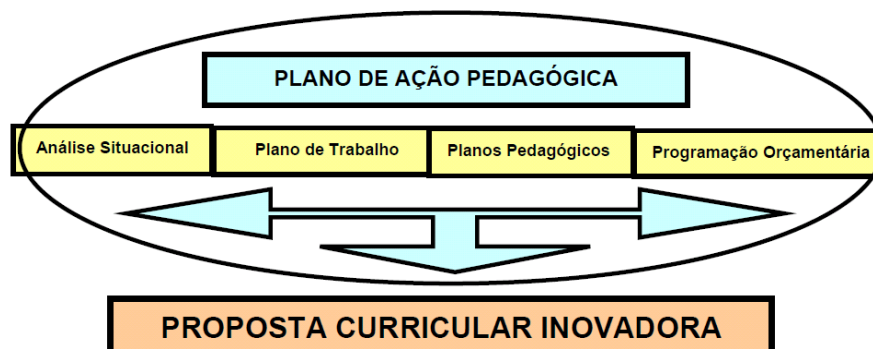 PLANO DE AÇÃO PEDAGÓGICA
Análise Situacional
Plano de Trabalho
Planos Pedagógicos
Programação Orçamentária
PROPOSTA CURRICULAR INOVADORA